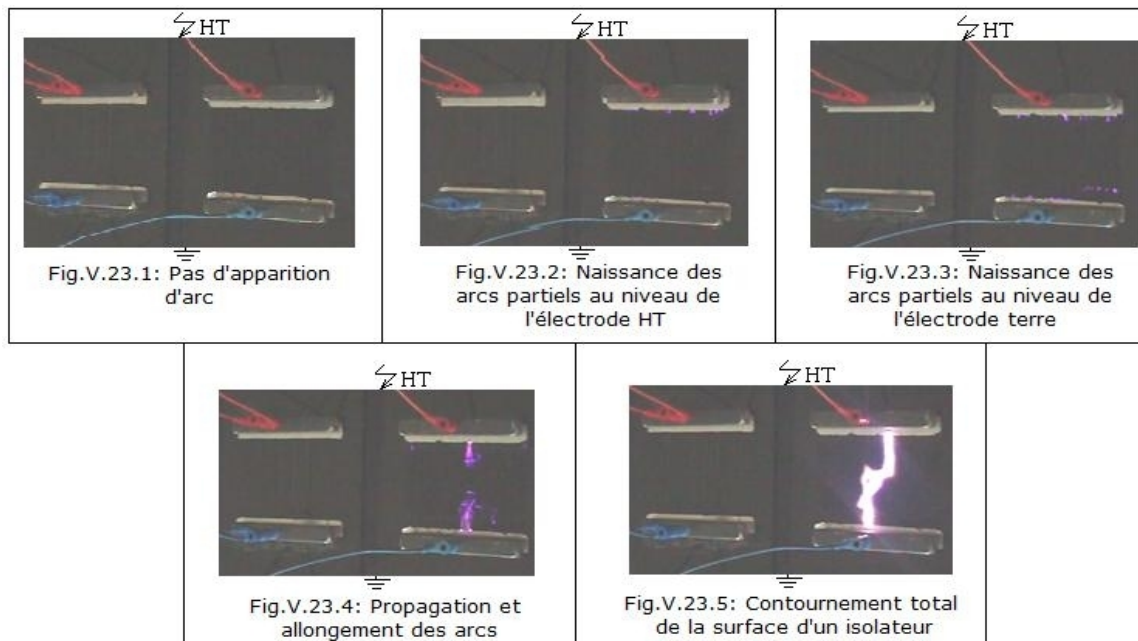 HT
HT
HT
Fig.V.23.1: Pas d'apparition
d'arc
Fig.V.23.2: Naissance des
arcs partiels au niveau de
l'électrode HT
Fig.V.23.3: Naissance des
arcs partiels au niveau de
l'électrode terre
HT
HT
Fig.V.23.4: Propagation et
allongement des arcs
Fig.V.23.5: Contournement total
de la surface d'un isolateur